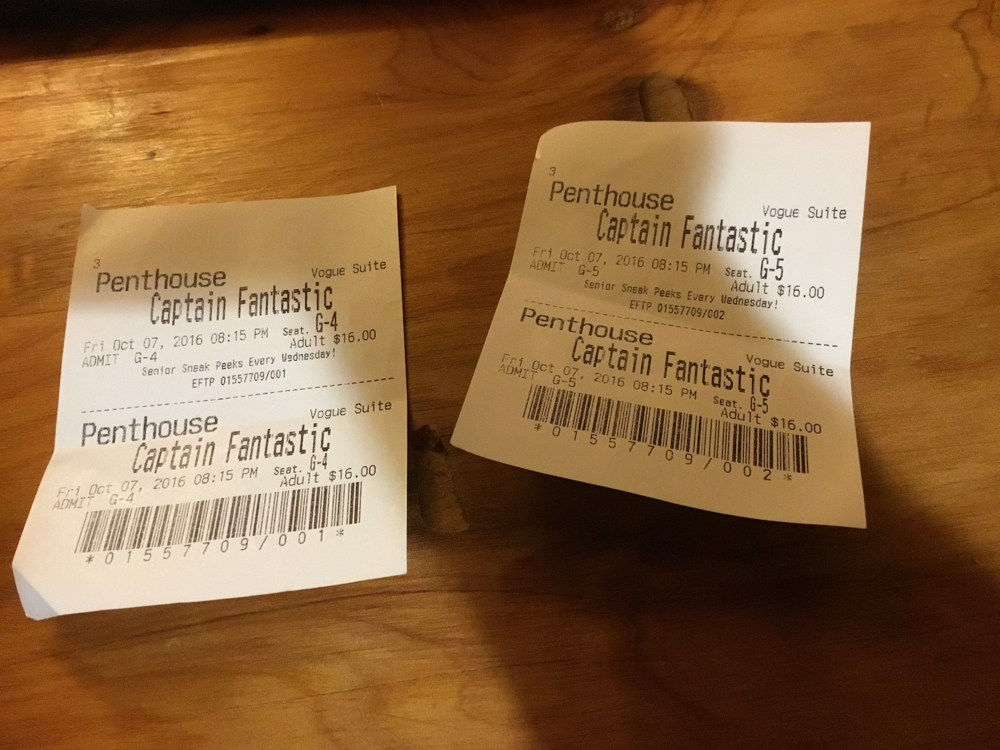 3
Penthouse Vogue Suite
Captain Fantastic
Fri Oct 07, 2016 08:15 PM Seat. G-4
ADMIT G-4 Adult $16.00
Senior Sneak Peeks Every Wednesday!
EFTP 01557709/001
Penthouse Vogue Suite
Captain Fantastic
Fri Oct 07, 2016 08:15 PM Seat. G-4
ADMIT G-4 Adult $16.00
*01557709/001*
3
Penthouse Vogue Suite
Captain Fantastic
Fri Oct 07, 2016 08:15 PM Seat. G-5
ADMIT G-5 Adult $16.00
Senior Sneak Peeks Every Wednesday!
EFTP 01557709/002
Penthouse Vogue Suite
Captain Fantastic
Fri Oct 07, 2016 08:15 PM Seat. G-5
ADMIT G-5 Adult $16.00
*01557709/002*